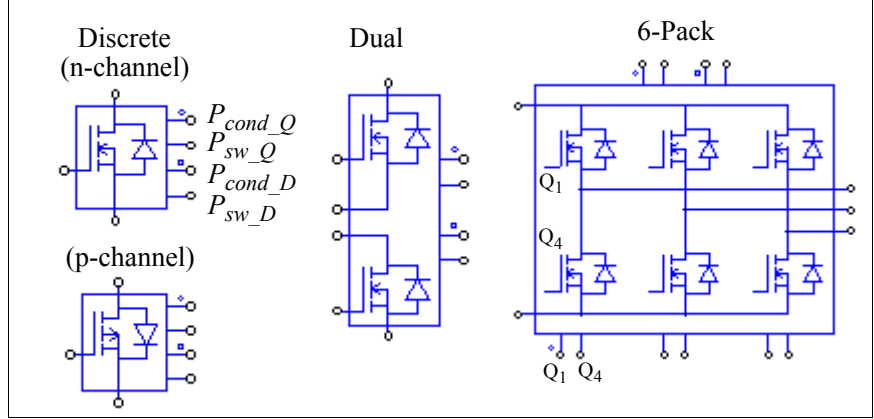 Discrete
(n-channel)
P_cond_Q
P_sw_Q
P_cond_D
P_sw_D
(p-channel)
Dual
6-Pack
Q1
Q4
Q1 Q4